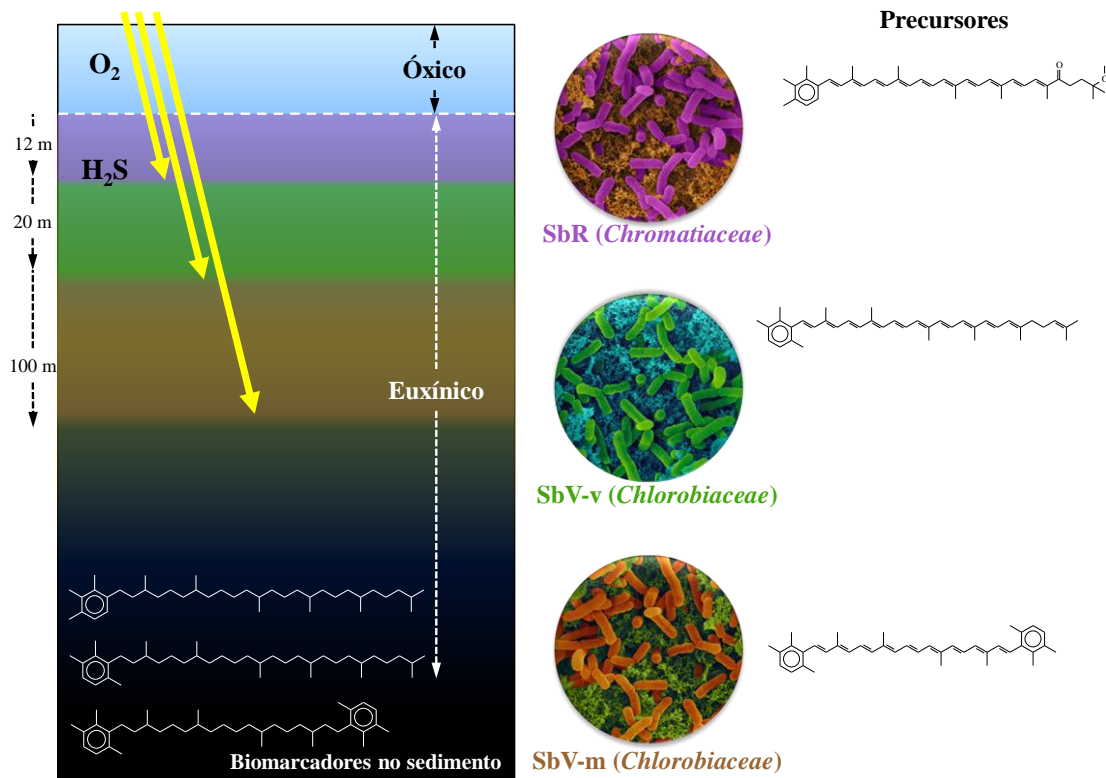 Precursores
O₂
Óxico
12 m
H₂S
20 m
100 m
Euxínico
Biomarcadores no sedimento
O
O
SbR (Chromatiaceae)
SbV-v (Chlorobiaceae)
SbV-m (Chlorobiaceae)